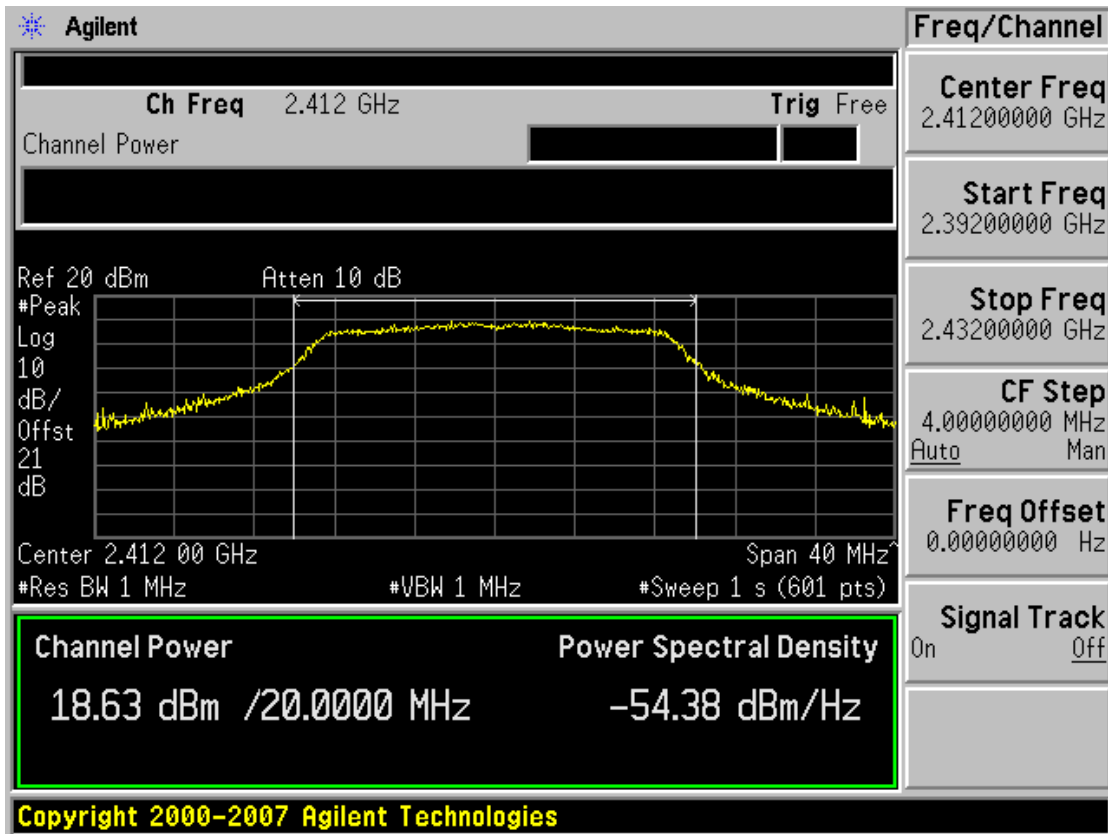 Agilent
Ch Freq 2.412 GHz Trig Free
Channel Power
Ref 20 dBm Atten 10 dB
#Peak
Log
10
dB/
Offst
21
dB
Center 2.412 00 GHz Span 40 MHz^
#Res BW 1 MHz #VBW 1 MHz #Sweep 1 s (601 pts)
Channel Power Power Spectral Density
18.63 dBm /20.0000 MHz -54.38 dBm/Hz
Copyright 2000-2007 Agilent Technologies
Freq/Channel
Center Freq
2.41200000 GHz
Start Freq
2.39200000 GHz
Stop Freq
2.43200000 GHz
CF Step
4.00000000 MHz
Auto Man
Freq Offset
0.00000000 Hz
Signal Track
On Off